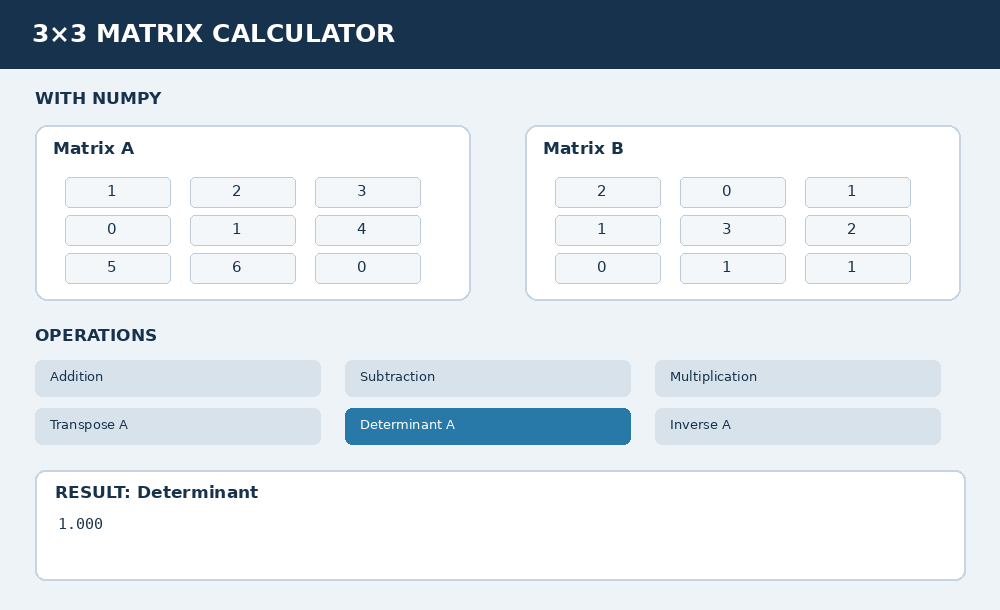 3×3 MATRIX CALCULATOR
WITH NUMPY
Matrix A
1 2 3
0 1 4
5 6 0
Matrix B
2 0 1
1 3 2
0 1 1
OPERATIONS
Addition Subtraction Multiplication
Transpose A Determinant A Inverse A
RESULT: Determinant
1.000